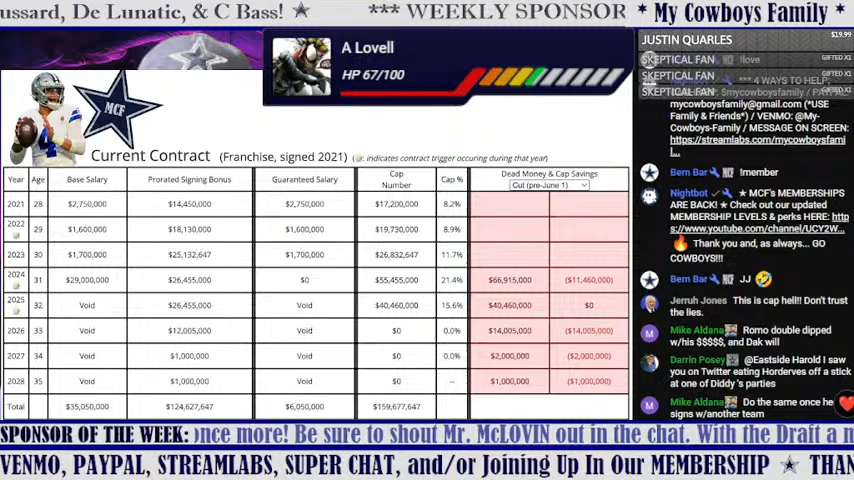 ussard, De Lunatic, & C Bass! ★ *** WEEKLY SPONSOR
* My Cowboys Family *
A Lovell
HP 67/100
MCF
Current Contract (Franchise, signed 2021) ( : indicates contract trigger occuring during that year)
Year Age Base Salary Prorated Signing Bonus Guaranteed Salary Cap Number Cap % Dead Money & Cap Savings
Cut (pre-June 1)
2021 28 $2,750,000 $14,450,000 $2,750,000 $17,200,000 8.2%
2022 29 $1,600,000 $18,130,000 $1,600,000 $19,730,000 8.9%
2023 30 $1,700,000 $25,132,647 $1,700,000 $26,832,647 11.7%
2024 31 $29,000,000 $26,455,000 $0 $55,455,000 21.4% $66,915,000 ($11,460,000)
2025 32 Void $26,455,000 Void $40,460,000 15.6% $40,460,000 $0
2026 33 Void $12,005,000 Void $0 0.0% $14,005,000 ($14,005,000)
2027 34 Void $1,000,000 Void $0 0.0% $2,000,000 ($2,000,000)
2028 35 Void $1,000,000 Void $0 -- $1,000,000 ($1,000,000)
Total $35,050,000 $124,627,647 $6,050,000 $159,677,647
JUSTIN QUARLES $19.99
SKEPTICAL FAN GIFTED X1
!love
SKEPTICAL FAN GIFTED X1
*** 4 WAYS TO HELP:
SKEPTICAL FAN GIFTED X1
mycowboysfamily@gmail.com (*USE
Family & Friends*) / VENMO: @My-
Cowboys-Family / MESSAGE ON SCREEN:
https://streamlabs.com/mycowboysfami
l...
Bern Bar MCF !member
Nightbot ★ MCF's MEMBERSHIPS
ARE BACK! ★ Check out our updated
MEMBERSHIP LEVELS & perks HERE: http
s://www.youtube.com/channel/UCY2W...
🔥 Thank you and, as always... GO
COWBOYS!!!
Bern Bar MCF JJ 🤣
Jerruh Jones This is cap hell!! Don't trust
the lies.
Mike Aldana Romo double dipped
w/his $$$$$, and Dak will
Darrin Posey @Eastside Harold I saw
you on Twitter eating Horderves off a stick
at one of Diddy 's parties
Mike Aldana Do the same once he
signs w/another team
SPONSOR OF THE WEEK: once more! Be sure to shout Mr. McLOVIN out in the chat. With the Draft a m
VENMO, PAYPAL, STREAMLABS, SUPER CHAT, and/or Joining Up In Our MEMBERSHIP ★ THAN